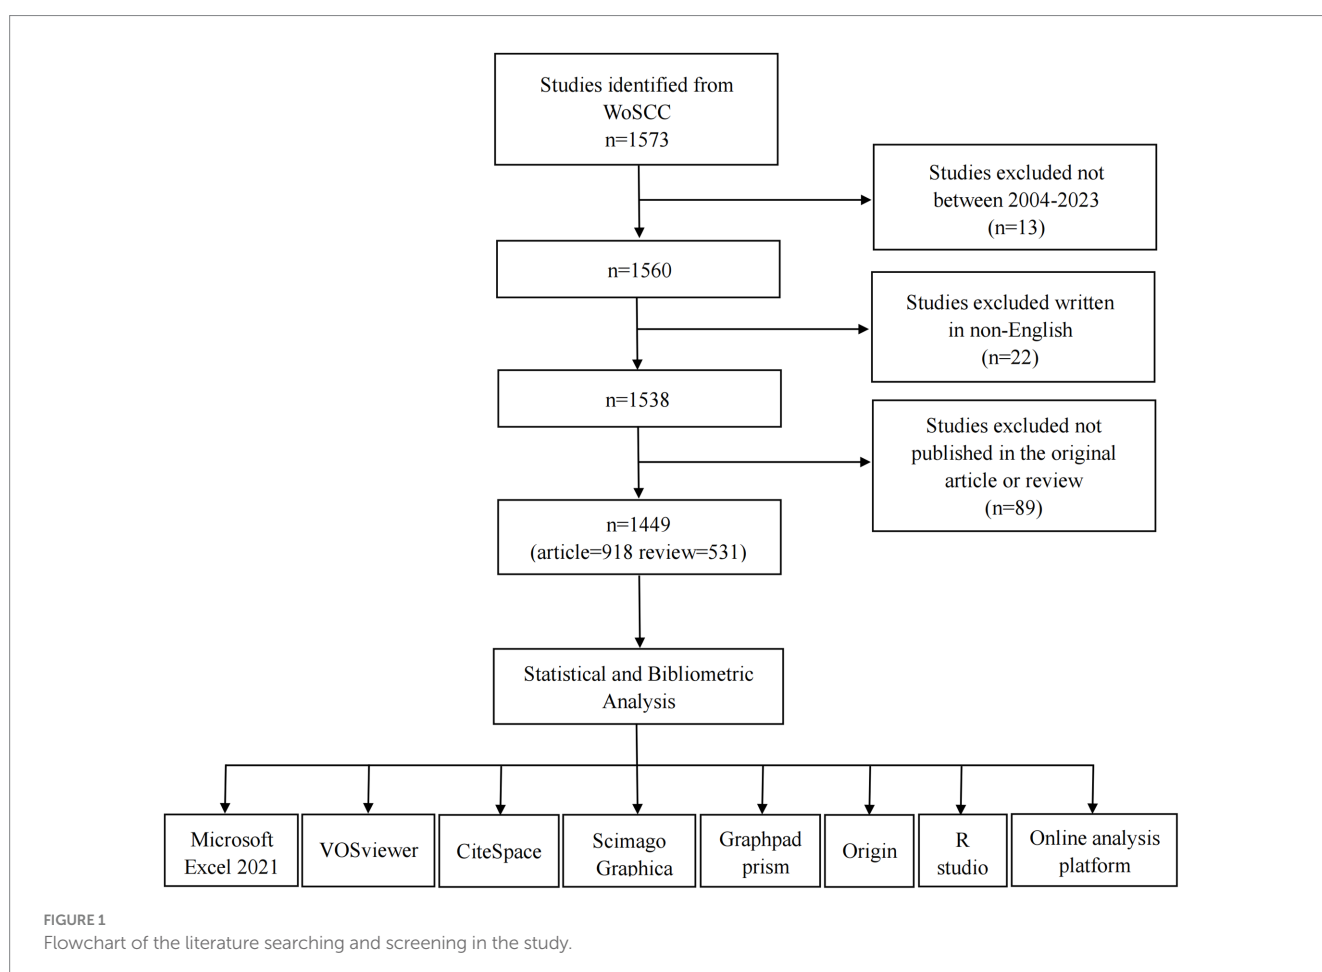 Studies identified from
WoSCC
n=1573
Studies excluded not
between 2004-2023
(n=13)
n=1560
Studies excluded written
in non-English
(n=22)
n=1538
Studies excluded not
published in the original
article or review
(n=89)
n=1449
(article=918 review=531)
Statistical and Bibliometric
Analysis
Microsoft
Excel 2021
VOSviewer
CiteSpace
Scimago
Graphica
Graphpad
prism
Origin
R
studio
Online analysis
platform
FIGURE 1
Flowchart of the literature searching and screening in the study.